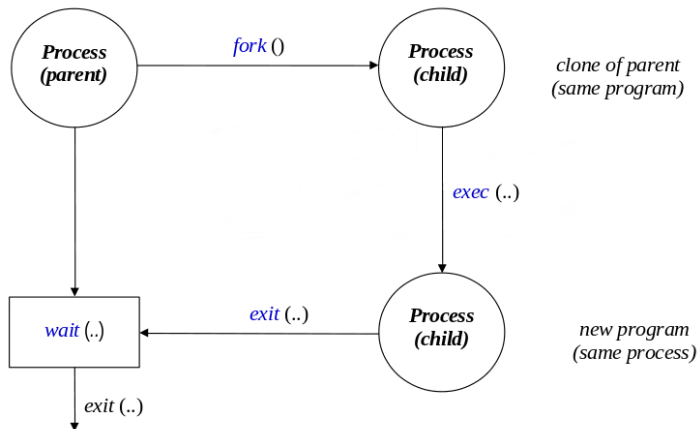 Process
(parent)
fork ()
Process
(child)
clone of parent
(same program)
exec (..)
wait (..)
exit (..)
Process
(child)
new program
(same process)
exit (..)